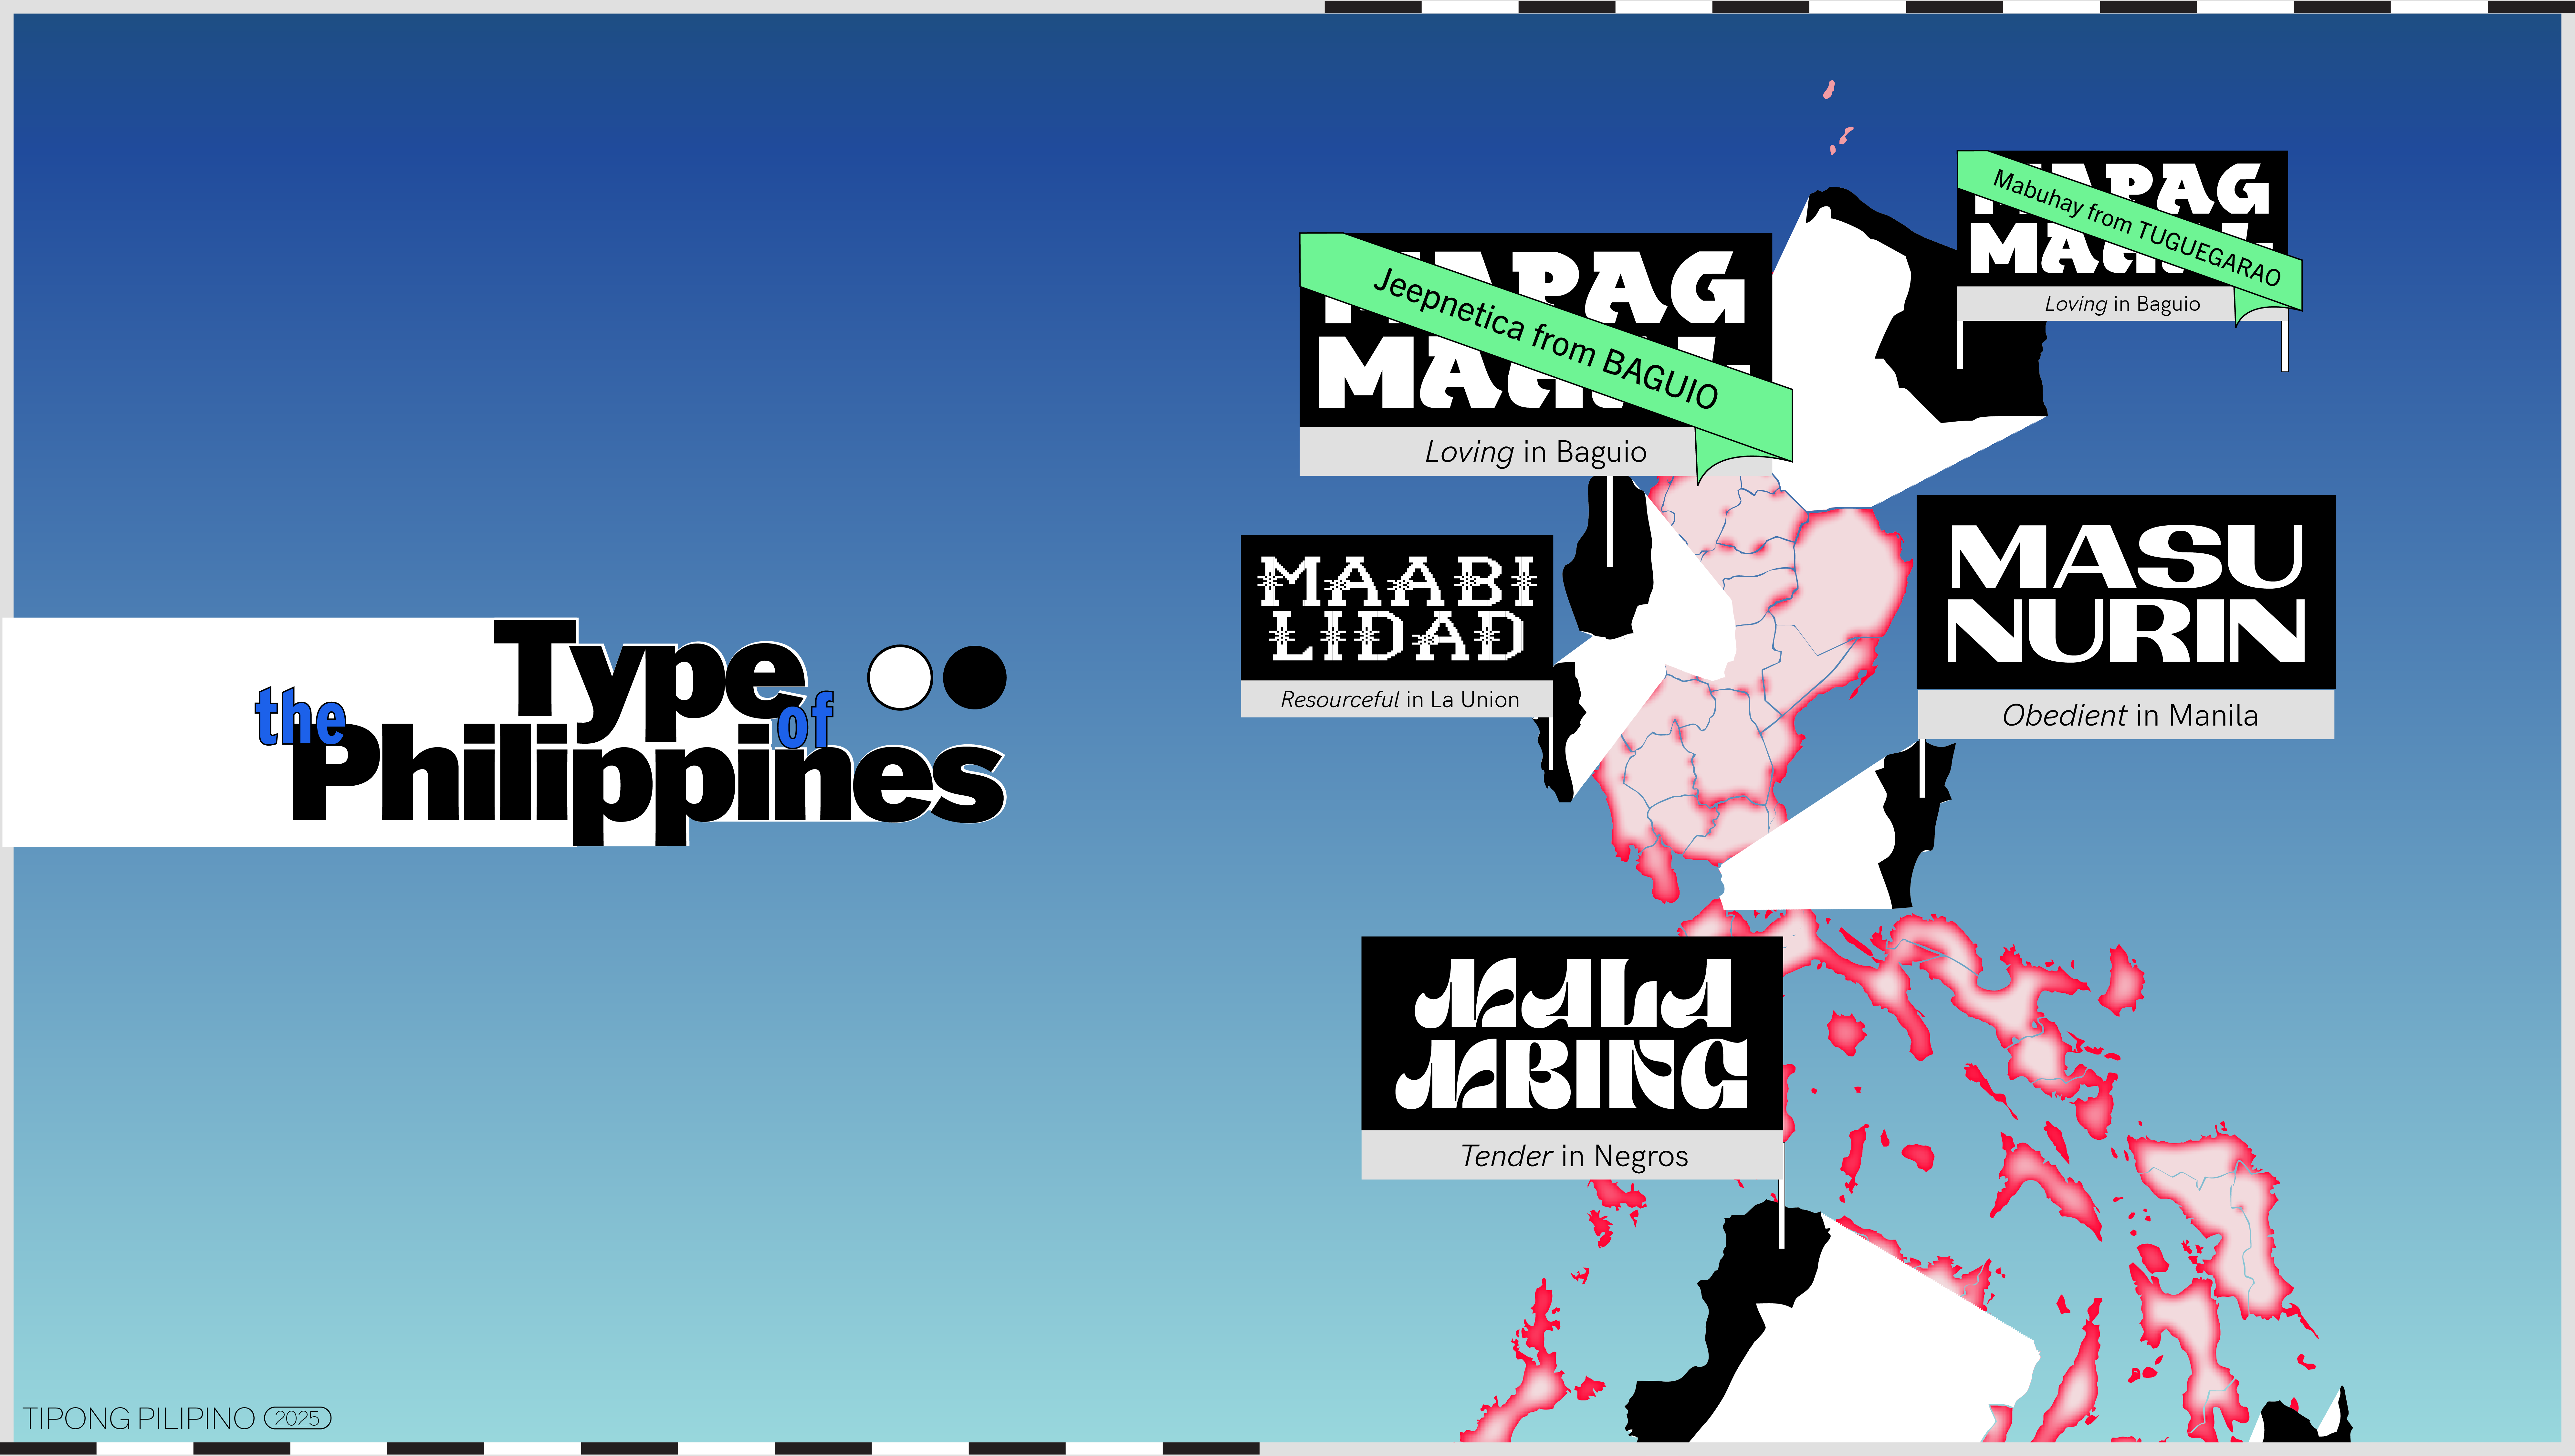 Type
the
of
Philippines
Mabuhay from TUGUEGARAO
Loving in Baguio
Jeepnetica from BAGUIO
Loving in Baguio
MAABI
LIDAD
Resourceful in La Union
MASU
NURIN
Obedient in Manila
MALA
MBING
Tender in Negros
TIPONG PILIPINO 2025